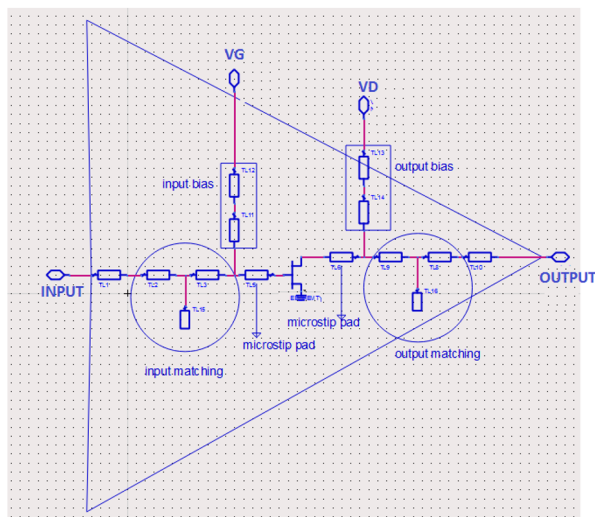 VG
VD
TL13
output bias
TL12
input bias
TL14
TL11
INPUT
TL1
TL2
TL3
TL5
TL6
TL9
TL8
TL10
OUTPUT
TL15
TL16
microstip pad
microstip pad
output matching
input matching